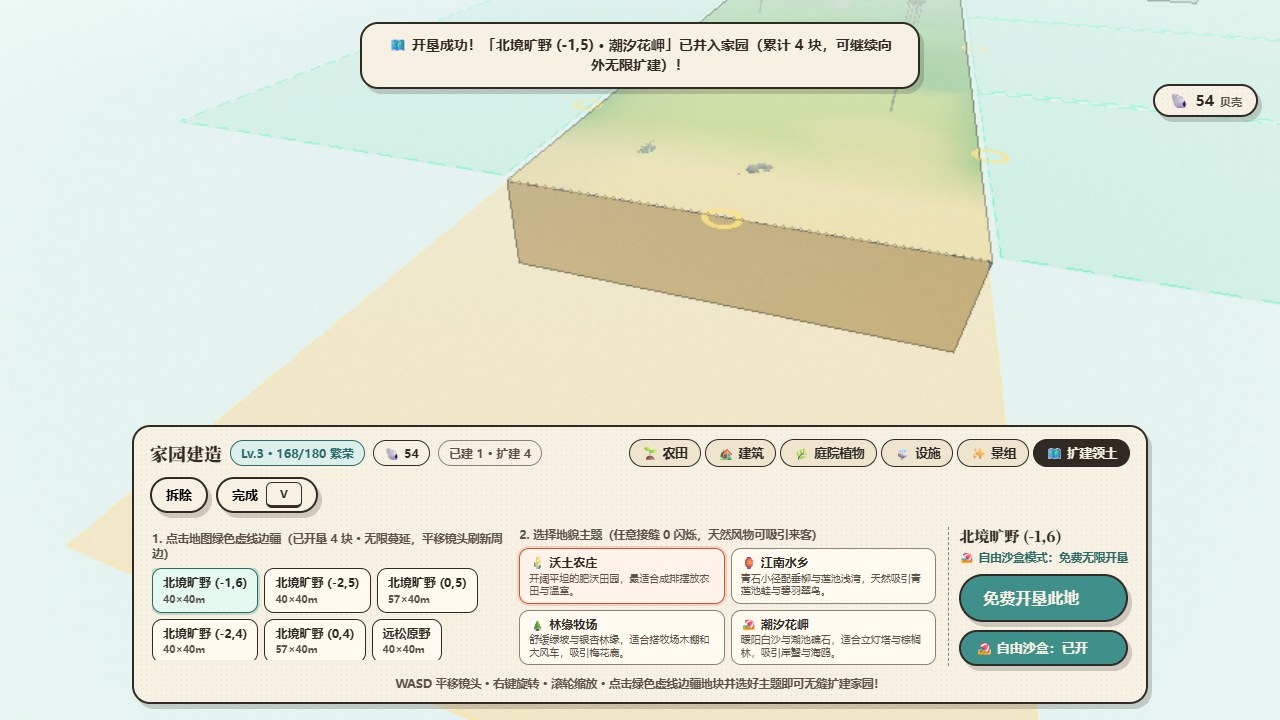 开垦成功！「北境旷野 (-1,5) · 潮汐花岬」已并入家园（累计 4 块，可继续向
外无限扩建）！
54 贝壳
家园建造
Lv.3 · 168/180 繁荣
54
已建 1 · 扩建 4
农田
建筑
庭院植物
设施
景组
扩建领土
拆除
完成 V
1. 点击地图绿色虚线边疆（已开垦 4 块 · 无限蔓延，平移镜头刷新周
边）
北境旷野 (-1,6)
40×40m
北境旷野 (-2,5)
40×40m
北境旷野 (0,5)
57×40m
北境旷野 (-2,4)
40×40m
北境旷野 (0,4)
57×40m
远松原野
40×40m
2. 选择地貌主题（任意接缝 0 闪烁，天然风物可吸引来客）
沃土农庄
开阔平坦的肥沃田园，最适合成排摆放农
田与温室。
江南水乡
青石小径配垂柳与莲池浅湾，天然吸引青
莲池蛙与碧羽翠鸟。
林缘牧场
舒缓绿坡与银杏林缘，适合搭牧场木棚和
大风车，吸引梅花鹿。
潮汐花岬
暖阳白沙与潮池礁石，适合立灯塔与棕榈
林，吸引岸蟹与海鸥。
北境旷野 (-1,6)
自由沙盒模式：免费无限开垦
免费开垦此地
自由沙盒：已开
WASD 平移镜头 · 右键旋转 · 滚轮缩放 · 点击绿色虚线边疆地块并选好主题即可无缝扩建家园！